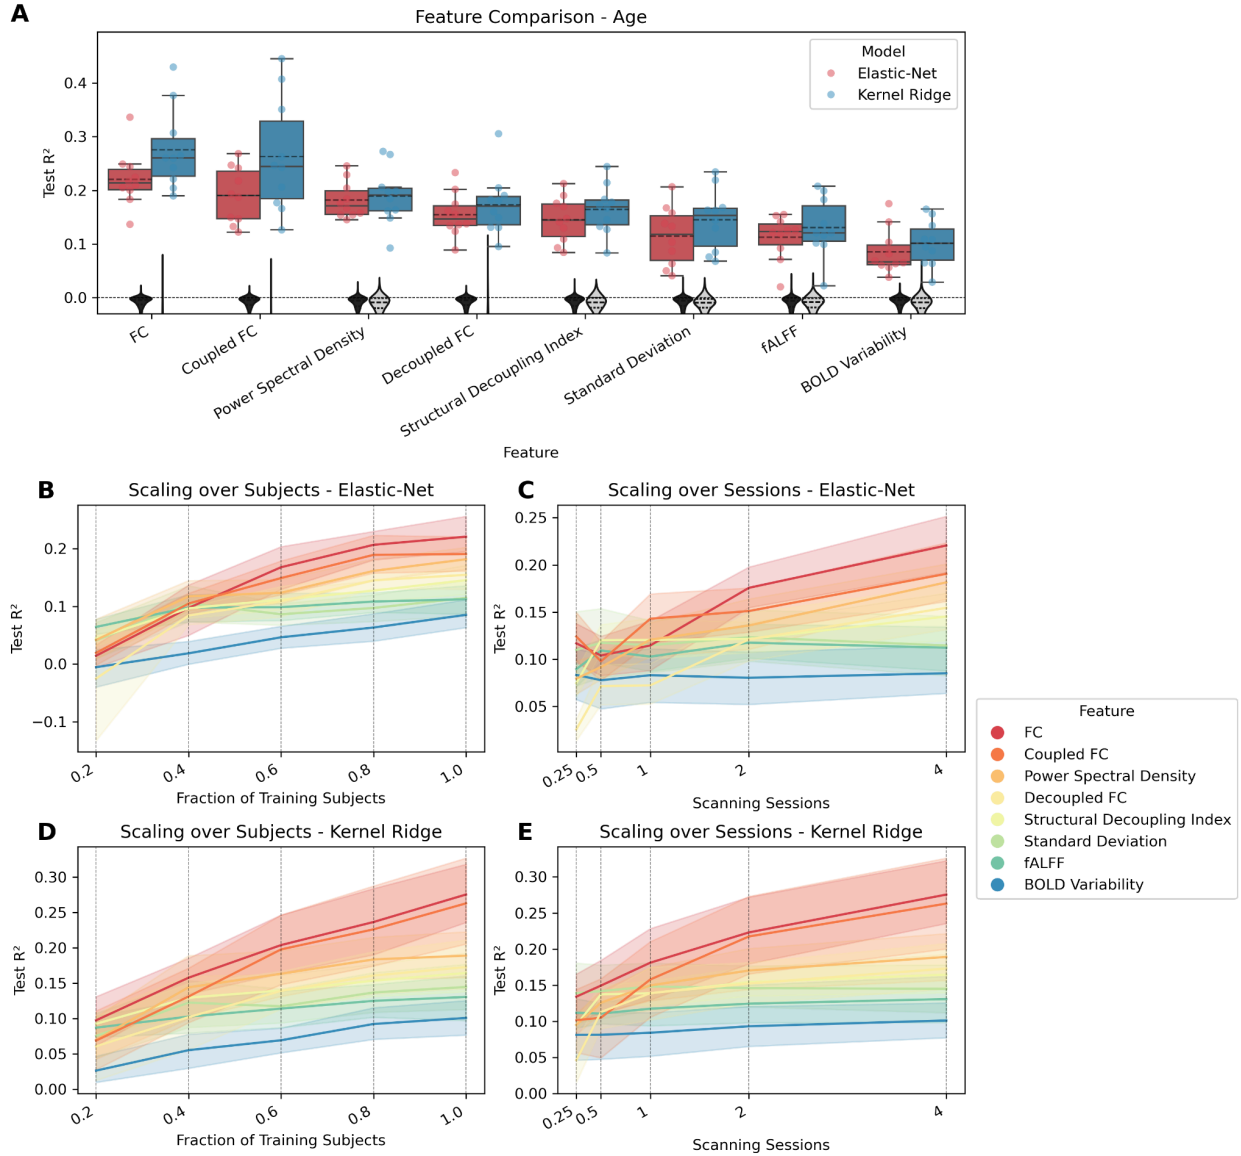 A
Feature Comparison - Age
Test R²
0.4
0.3
0.2
0.1
0.0
Model
Elastic-Net
Kernel Ridge
FC
Coupled FC
Power Spectral Density
Decoupled FC
Structural Decoupling Index
Standard Deviation
fALFF
BOLD Variability
Feature
B
Scaling over Subjects - Elastic-Net
Test R²
0.2
0.1
0.0
−0.1
0.2
0.4
0.6
0.8
1.0
Fraction of Training Subjects
C
Scaling over Sessions - Elastic-Net
Test R²
0.25
0.20
0.15
0.10
0.05
0.25
0.5
1
2
4
Scanning Sessions
Feature
FC
Coupled FC
Power Spectral Density
Decoupled FC
Structural Decoupling Index
Standard Deviation
fALFF
BOLD Variability
D
Scaling over Subjects - Kernel Ridge
Test R²
0.30
0.25
0.20
0.15
0.10
0.05
0.00
0.2
0.4
0.6
0.8
1.0
Fraction of Training Subjects
E
Scaling over Sessions - Kernel Ridge
Test R²
0.30
0.25
0.20
0.15
0.10
0.05
0.00
0.25
0.5
1
2
4
Scanning Sessions